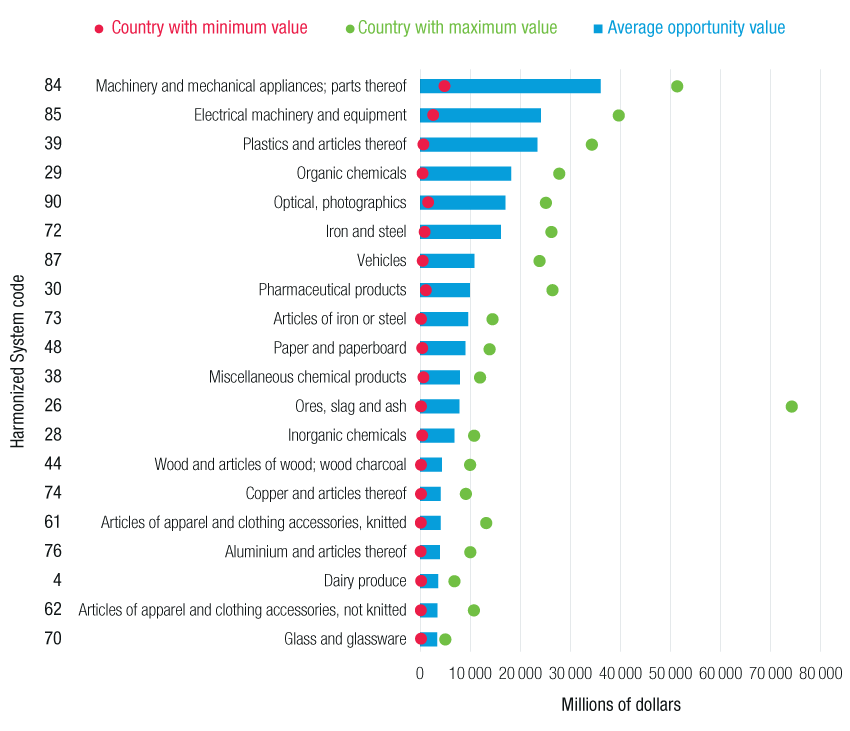 Country with minimum value Country with maximum value Average opportunity value
84 Machinery and mechanical appliances; parts thereof
85 Electrical machinery and equipment
39 Plastics and articles thereof
29 Organic chemicals
90 Optical, photographics
72 Iron and steel
87 Vehicles
30 Pharmaceutical products
73 Articles of iron or steel
48 Paper and paperboard
38 Miscellaneous chemical products
26 Ores, slag and ash
28 Inorganic chemicals
44 Wood and articles of wood; wood charcoal
74 Copper and articles thereof
61 Articles of apparel and clothing accessories, knitted
76 Aluminium and articles thereof
4 Dairy produce
62 Articles of apparel and clothing accessories, not knitted
70 Glass and glassware
Harmonized System code
0 10 000 20 000 30 000 40 000 50 000 60 000 70 000 80 000
Millions of dollars